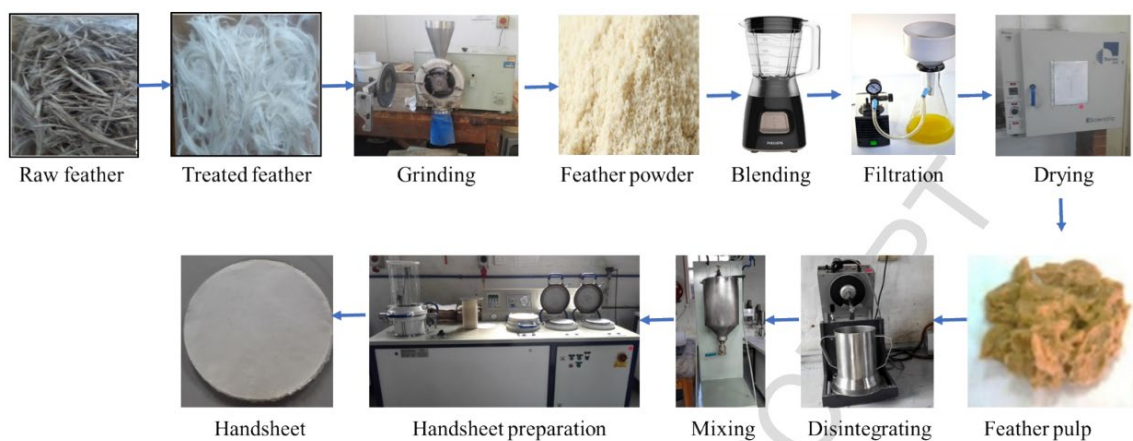 Raw feather
Treated feather
Grinding
Feather powder
Blending
Filtration
Drying
Handsheet
Handsheet preparation
Mixing
Disintegrating
Feather pulp